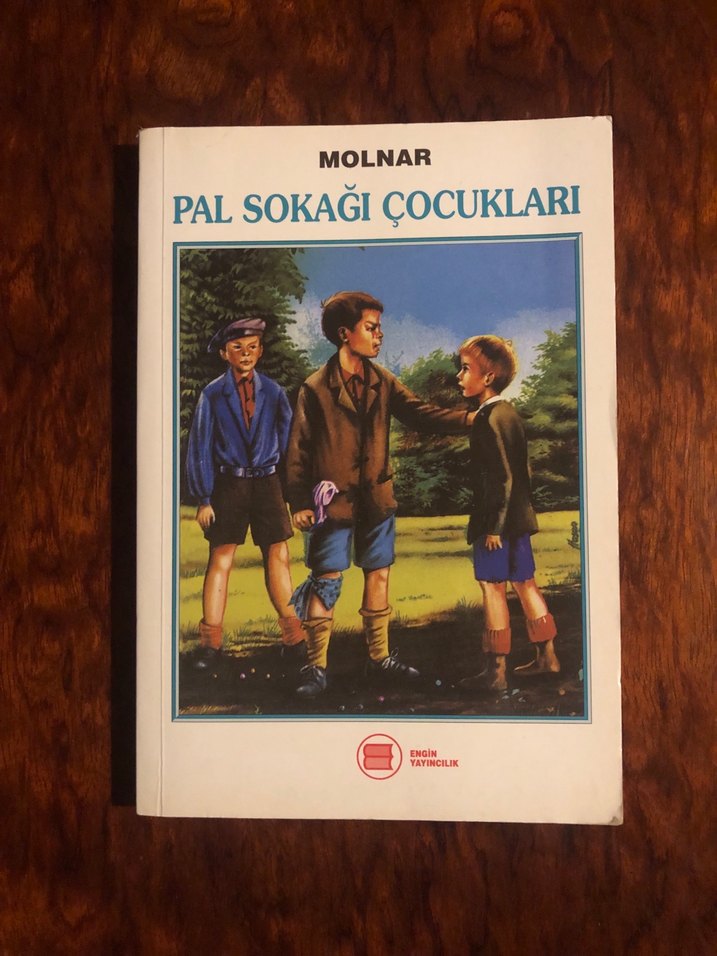 MOLNAR
PAL SOKAĞI ÇOCUKLARI
ENGİN
YAYINCILIK